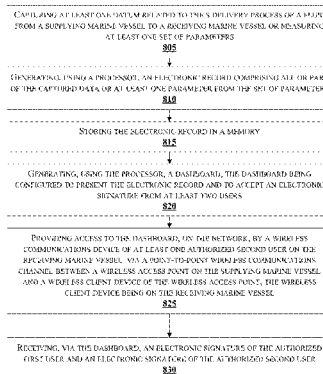 CAPTURING AT LEAST ONE DATUM RELATED TO THE DELIVERY PROCESS OF A FLUID
FROM A SUPPLYING MARINE VESSEL TO A RECEIVING MARINE VESSEL OR MEASURING
AT LEAST ONE SET OF PARAMETERS
805
GENERATING, USING A PROCESSOR, AN ELECTRONIC RECORD COMPRISING ALL OR PAR
OF THE CAPTURED DATA OR AT LEAST ONE PARAMETER FROM THE SET OF PARAMETER
810
STORING THE ELECTRONIC RECORD IN A MEMORY
815
GENERATING, USING THE PROCESSOR, A DASHBOARD, THE DASHBOARD BEING
CONFIGURED TO PRESENT THE ELECTRONIC RECORD AND TO ACCEPT AN ELECTRONIC
SIGNATURE FROM AT LEAST TWO USERS
820
PROVIDING ACCESS TO THE DASHBOARD, ON THE NETWORK, BY A WIRELESS
COMMUNICATIONS DEVICE OF AT LEAST ONE AUTHORIZED SECOND USER ON THE
RECEIVING MARINE VESSEL VIA A POINT-TO-POINT WIRELESS COMMUNICATIONS
CHANNEL BETWEEN A WIRELESS ACCESS POINT ON THE SUPPLYING MARINE VESSEL
AND A WIRELESS CLIENT DEVICE OF THE WIRELESS ACCESS POINT, THE WIRELESS
CLIENT DEVICE BEING ON THE RECEIVING MARINE VESSEL
825
RECEIVING, VIA THE DASHBOARD, AN ELECTRONIC SIGNATURE OF THE AUTHORIZED
FIRST USER AND AN ELECTRONIC SIGNATURE OF THE AUTHORIZED SECOND USER
830